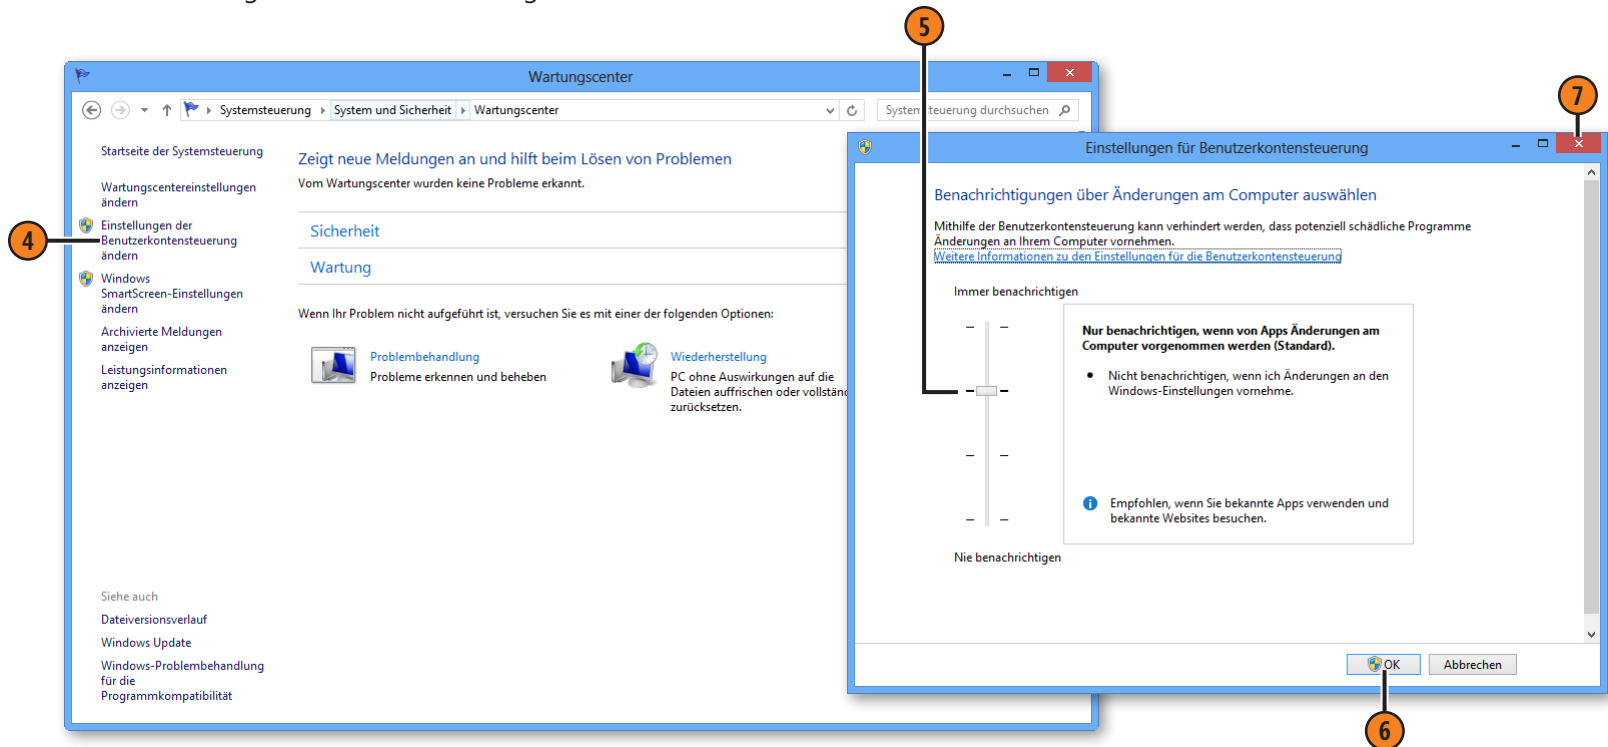 5
Wartungscenter
7
Systemsteuerung
System und Sicherheit
Wartungscenter
Systemsteuerung durchsuchen
Startseite der Systemsteuerung
Wartungscentereinstellungen
ändern
4
Einstellungen der
Benutzerkontensteuerung
ändern
Windows
SmartScreen-Einstellungen
ändern
Archivierte Meldungen
anzeigen
Leistungsinformationen
anzeigen
Zeigt neue Meldungen an und hilft beim Lösen von Problemen
Vom Wartungscenter wurden keine Probleme erkannt.
Sicherheit
Wartung
Wenn Ihr Problem nicht aufgeführt ist, versuchen Sie es mit einer der folgenden Optionen:
Problembehandlung
Probleme erkennen und beheben
Wiederherstellung
PC ohne Auswirkungen auf die
Dateien auffrischen oder
zurücksetzen.
Siehe auch
Dateiversionsverlauf
Windows Update
Windows-Problembehandlung
für die
Programmkompatibilität
Einstellungen für Benutzerkontensteuerung
Benachrichtigungen über Änderungen am Computer auswählen
Mithilfe der Benutzerkontensteuerung kann verhindert werden, dass potenziell schädliche Programme
Änderungen an Ihrem Computer vornehmen.
Weitere Informationen zu den Einstellungen für die Benutzerkontensteuerung
Immer benachrichtigen
Nur benachrichtigen, wenn von Apps Änderungen am
Computer vorgenommen werden (Standard).
• Nicht benachrichtigen, wenn ich Änderungen an den
Windows-Einstellungen vornehme.
Empfohlen, wenn Sie bekannte Apps verwenden und
bekannte Websites besuchen.
Nie benachrichtigen
OK
Abbrechen
6